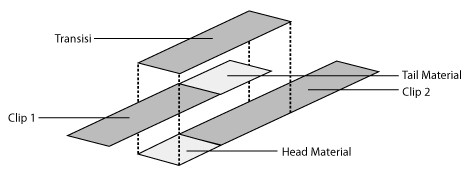 Transisi
Tail Material
Clip 2
Clip 1
Head Material